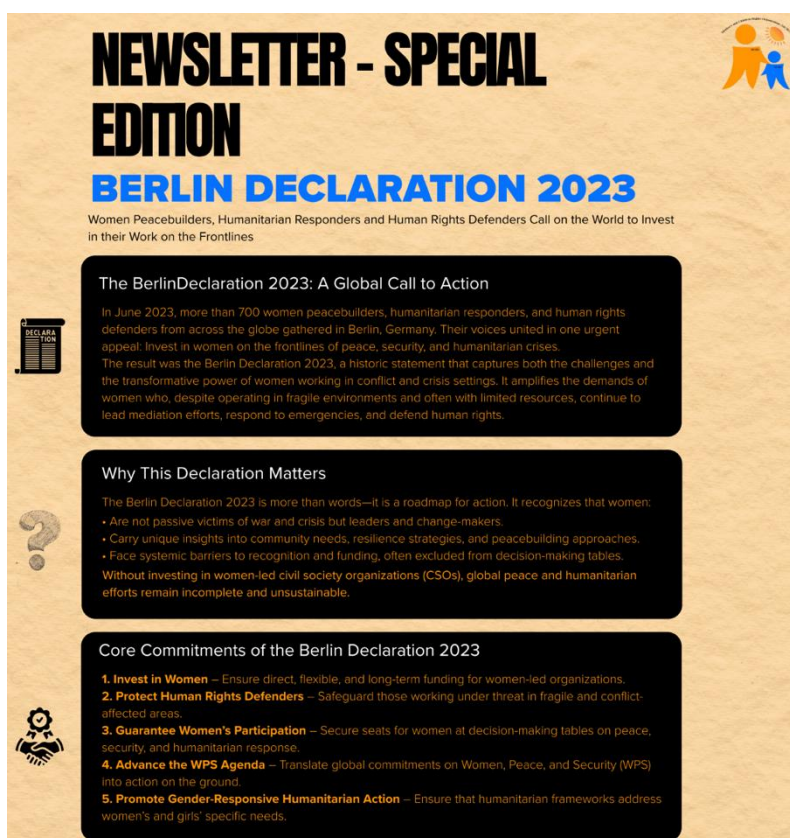 NEWSLETTER - SPECIAL
EDITION
BERLIN DECLARATION 2023
Women Peacebuilders, Humanitarian Responders and Human Rights Defenders Call on the World to Invest
in their Work on the Frontlines
The BerlinDeclaration 2023: A Global Call to Action
In June 2023, more than 700 women peacebuilders, humanitarian responders, and human rights
defenders from across the globe gathered in Berlin, Germany. Their voices united in one urgent
appeal: Invest in women on the frontlines of peace, security, and humanitarian crises.
The result was the Berlin Declaration 2023, a historic statement that captures both the challenges and
the transformative power of women working in conflict and crisis settings. It amplifies the demands of
women who, despite operating in fragile environments and often with limited resources, continue to
lead mediation efforts, respond to emergencies, and defend human rights.
DECLARA
TION
Why This Declaration Matters
The Berlin Declaration 2023 is more than words—it is a roadmap for action. It recognizes that women:
• Are not passive victims of war and crisis but leaders and change-makers.
• Carry unique insights into community needs, resilience strategies, and peacebuilding approaches.
• Face systemic barriers to recognition and funding, often excluded from decision-making tables.
Without investing in women-led civil society organizations (CSOs), global peace and humanitarian
efforts remain incomplete and unsustainable.
Core Commitments of the Berlin Declaration 2023
1. Invest in Women – Ensure direct, flexible, and long-term funding for women-led organizations.
2. Protect Human Rights Defenders – Safeguard those working under threat in fragile and conflict-
affected areas.
3. Guarantee Women's Participation – Secure seats for women at decision-making tables on peace,
security, and humanitarian response.
4. Advance the WPS Agenda – Translate global commitments on Women, Peace, and Security (WPS)
into action on the ground.
5. Promote Gender-Responsive Humanitarian Action – Ensure that humanitarian frameworks address
women's and girls' specific needs.